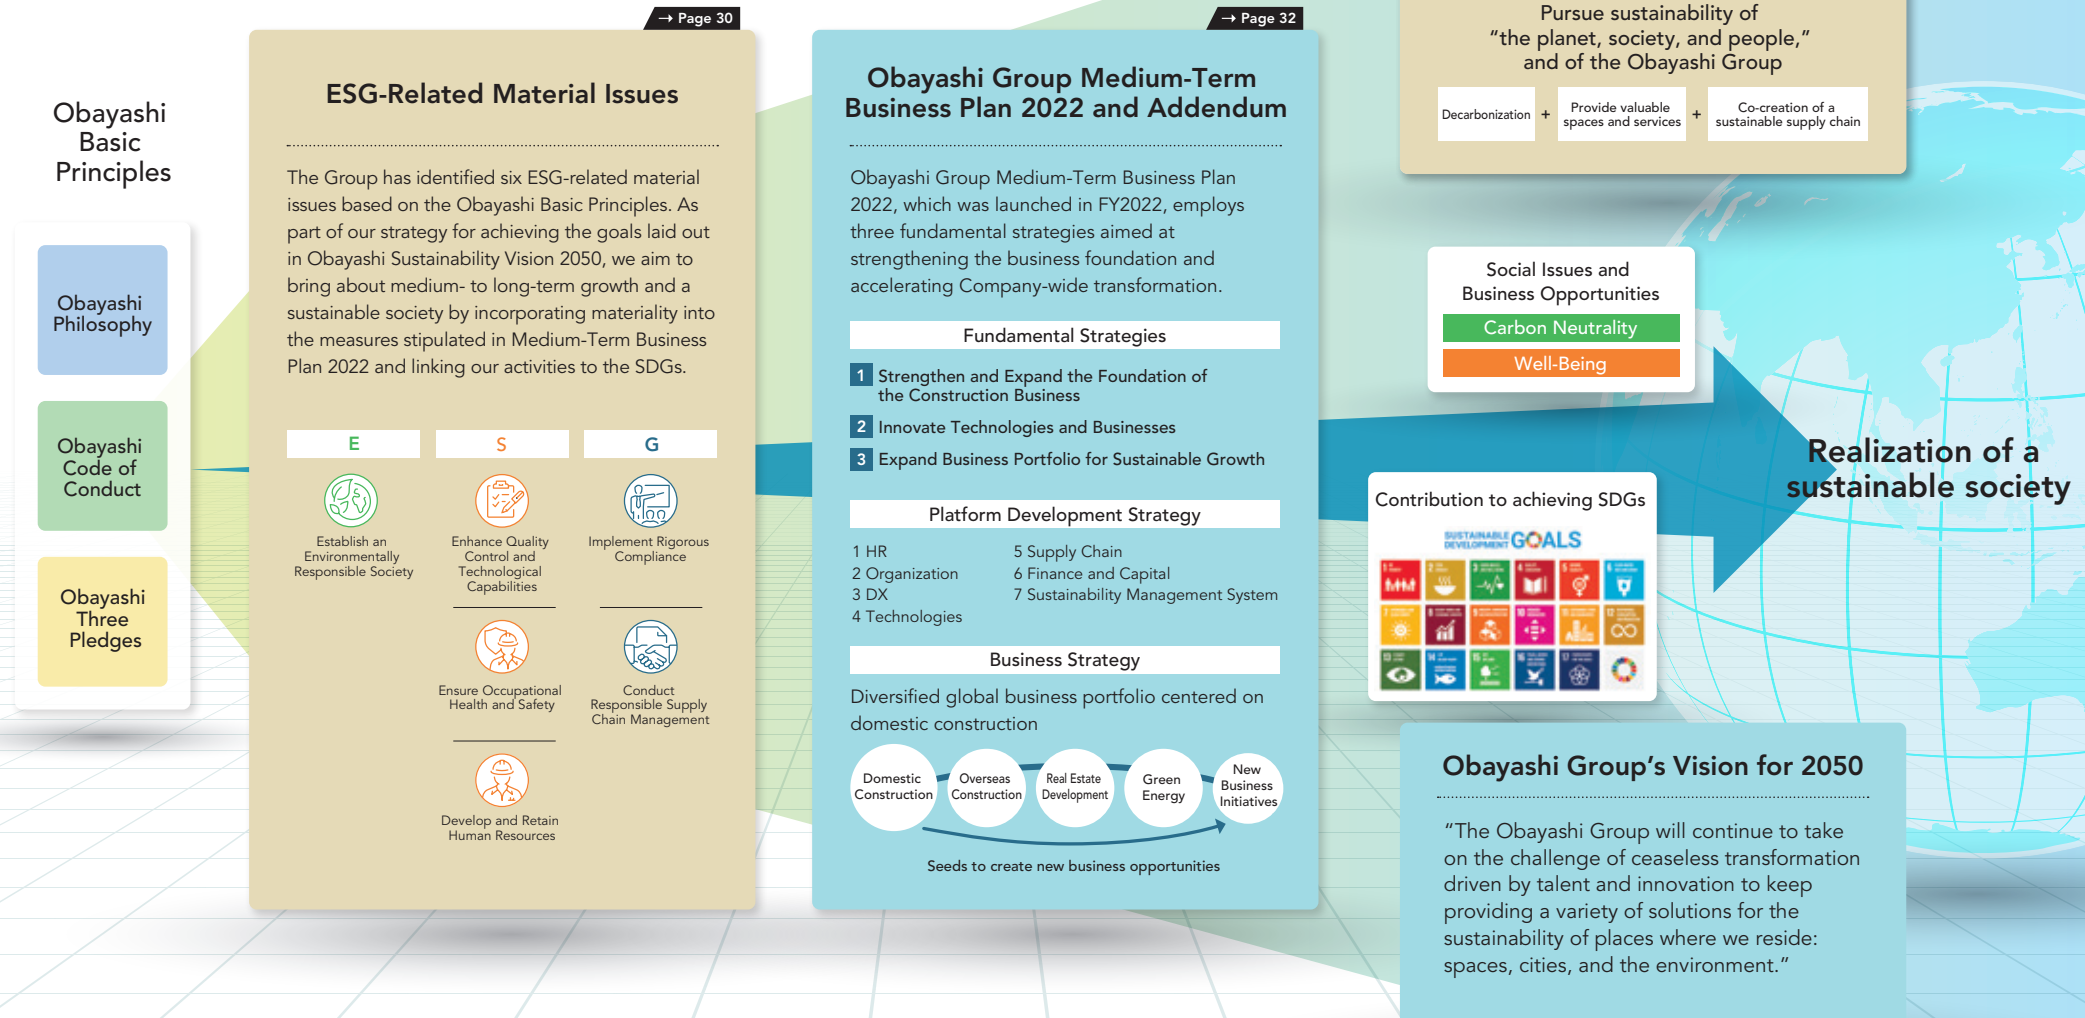 Obayashi
Basic
Principles
Obayashi
Philosophy
Obayashi
Code of
Conduct
Obayashi
Three
Pledges
→ Page 30
ESG-Related Material Issues
The Group has identified six ESG-related material
issues based on the Obayashi Basic Principles. As
part of our strategy for achieving the goals laid out
in Obayashi Sustainability Vision 2050, we aim to
bring about medium- to long-term growth and a
sustainable society by incorporating materiality into
the measures stipulated in Medium-Term Business
Plan 2022 and linking our activities to the SDGs.
E
Establish an
Environmentally
Responsible Society
S
Enhance Quality
Control and
Technological
Capabilities
Ensure Occupational
Health and Safety
Develop and Retain
Human Resources
G
Implement Rigorous
Compliance
Conduct
Responsible Supply
Chain Management
→ Page 32
Obayashi Group Medium-Term
Business Plan 2022 and Addendum
Obayashi Group Medium-Term Business Plan
2022, which was launched in FY2022, employs
three fundamental strategies aimed at
strengthening the business foundation and
accelerating Company-wide transformation.
Fundamental Strategies
1 Strengthen and Expand the Foundation of
the Construction Business
2 Innovate Technologies and Businesses
3 Expand Business Portfolio for Sustainable Growth
Platform Development Strategy
1 HR
2 Organization
3 DX
4 Technologies
5 Supply Chain
6 Finance and Capital
7 Sustainability Management System
Business Strategy
Diversified global business portfolio centered on
domestic construction
Domestic
Construction
Overseas
Construction
Real Estate
Development
Green
Energy
New
Business
Initiatives
Seeds to create new business opportunities
Pursue sustainability of
“the planet, society, and people,”
and of the Obayashi Group
Decarbonization
+
Provide valuable
spaces and services
+
Co-creation of a
sustainable supply chain
Social Issues and
Business Opportunities
Carbon Neutrality
Well-Being
Realization of a
sustainable society
Contribution to achieving SDGs
SUSTAINABLE
DEVELOPMENT GOALS
Obayashi Group’s Vision for 2050
“The Obayashi Group will continue to take
on the challenge of ceaseless transformation
driven by talent and innovation to keep
providing a variety of solutions for the
sustainability of places where we reside:
spaces, cities, and the environment.”